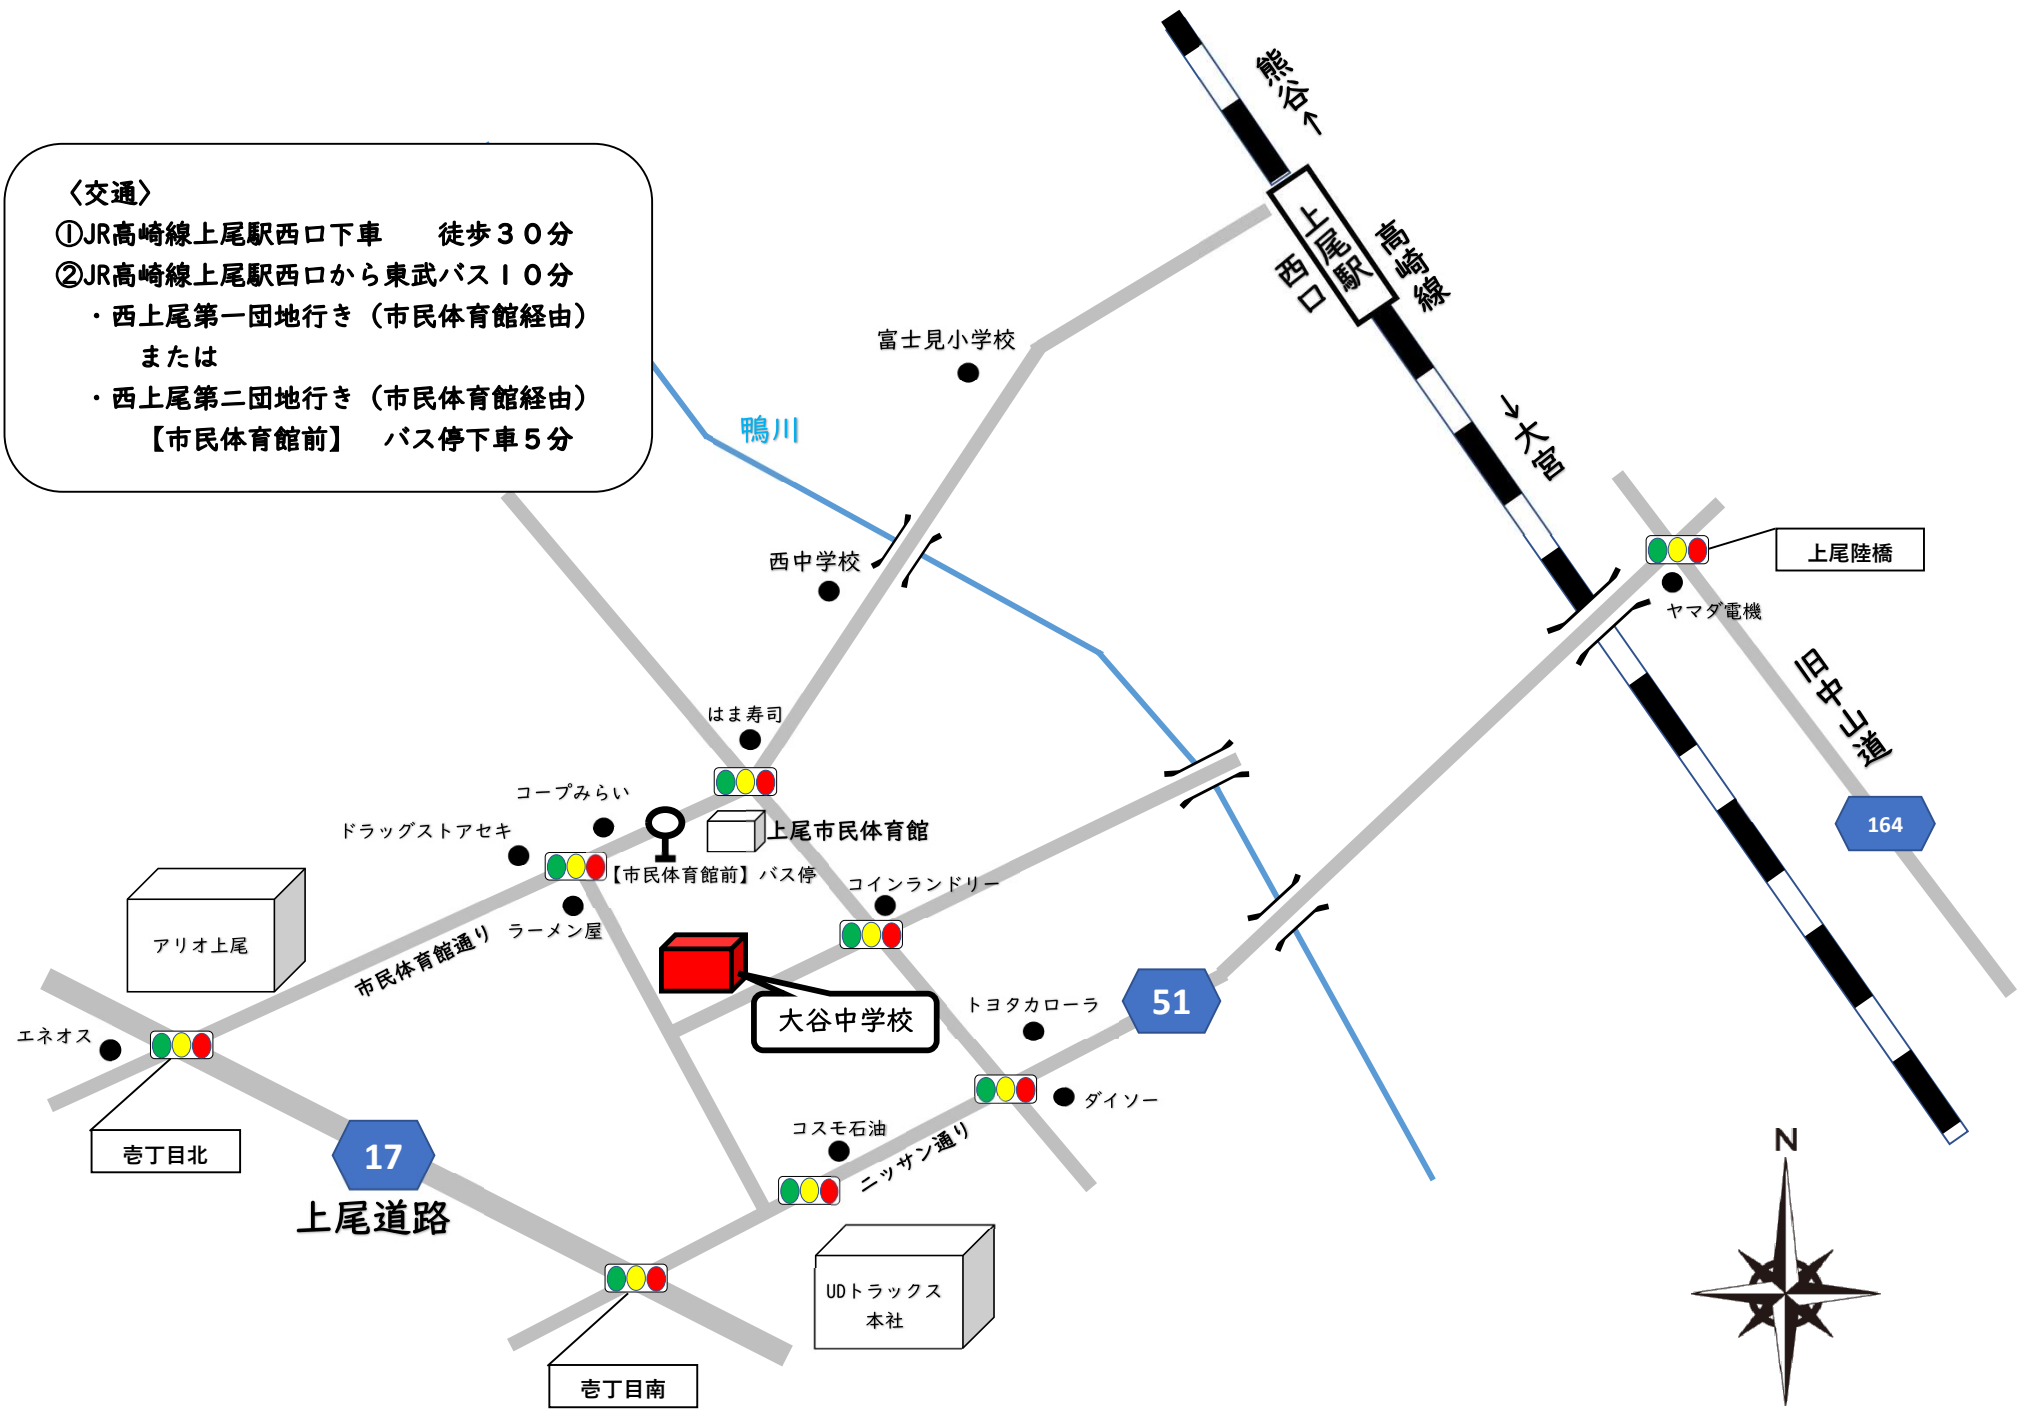 〈交通〉
①JR高崎線上尾駅西口下車　　徒歩３０分
②JR高崎線上尾駅西口から東武バス１０分
・西上尾第一団地行き（市民体育館経由）
または
・西上尾第二団地行き（市民体育館経由）
【市民体育館前】　バス停下車５分
熊谷←
上尾駅
西口
高崎線
→大宮
富士見小学校
鴨川
西中学校
上尾陸橋
ヤマダ電機
旧中山道
164
はま寿司
コープみらい
ドラッグストアセキ
上尾市民体育館
【市民体育館前】バス停
コインランドリー
ラーメン屋
市民体育館通り
アリオ上尾
大谷中学校
トヨタカローラ
51
エネオス
ダイソー
コスモ石油
ニッサン通り
壱丁目北
17
上尾道路
UDトラックス
本社
壱丁目南
N